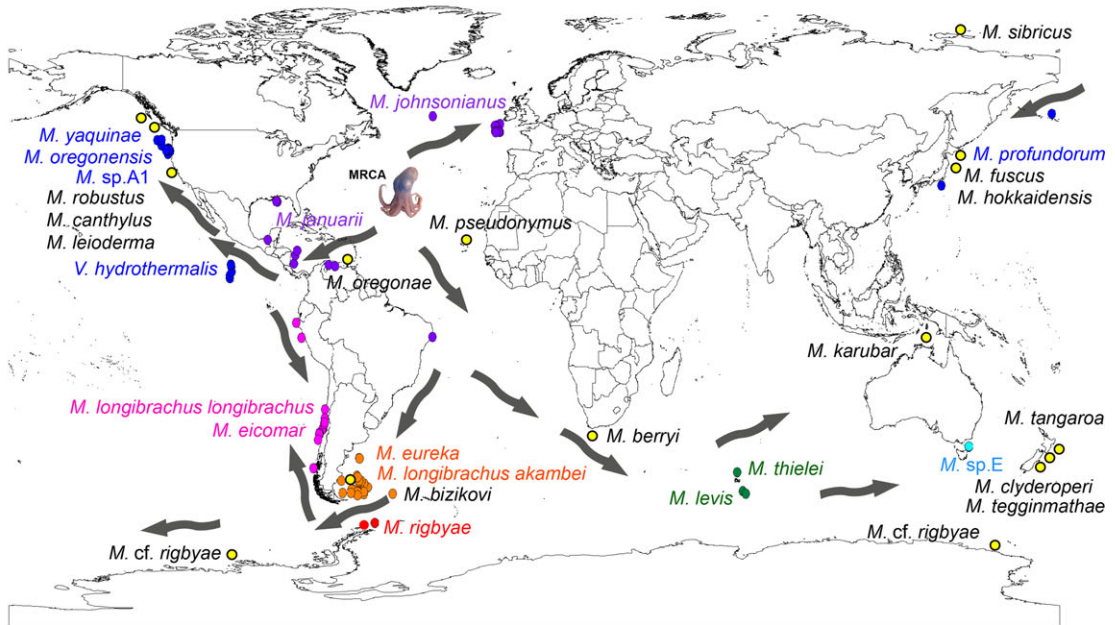 M. sibricus
M. johnsonianus
M. yaquinae
M. oregonensis
M. sp.A1
M. robustus
M. canthylus
M. leioderma
V. hydrothermalis
MRCA
M. januarii
M. oregonae
M. pseudonymus
M. profundorum
M. fuscus
M. hokkaidensis
M. karubar
M. longibrachus longibrachus
M. eicomar
M. eureka
M. longibrachus akambei
M. bizikovi
M. rigbyae
M. berryi
M. thielei
M. levis
M. tangaroa
M. sp.E
M. clyderoperi
M. tegginmathae
M. cf. rigbyae
M. cf. rigbyae